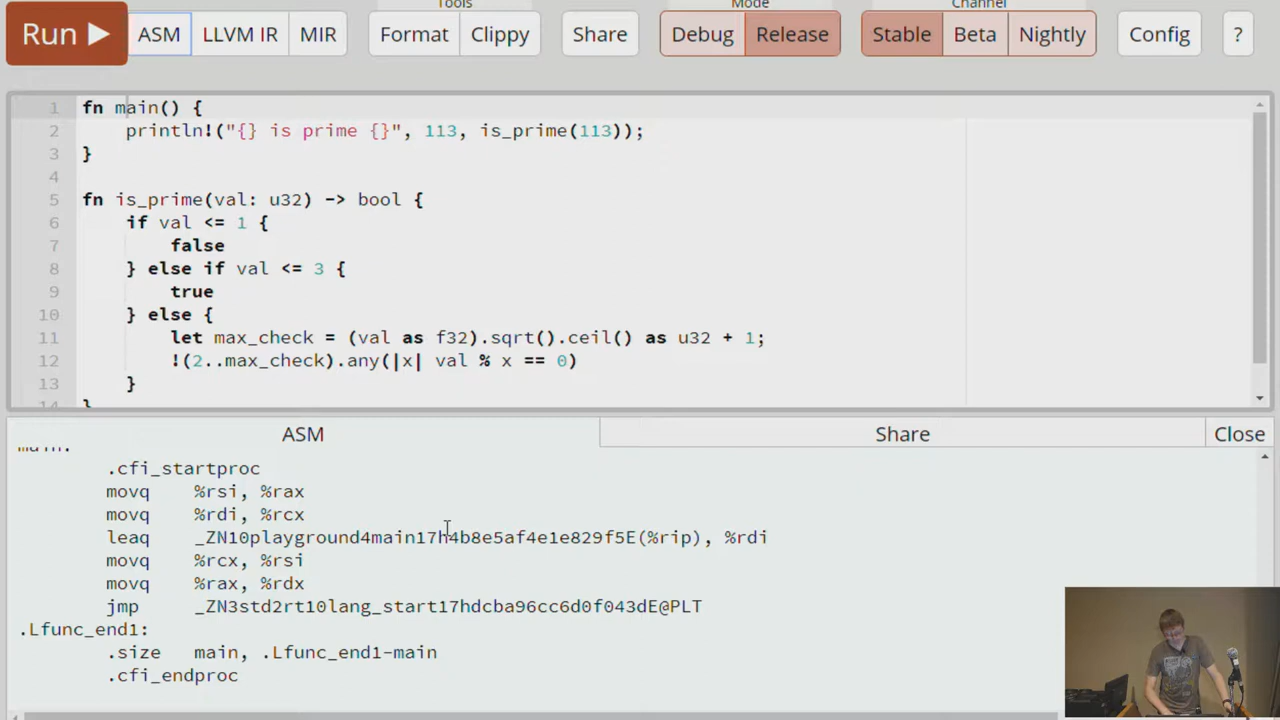 Tools
Mode
Channel
Run ▶
ASM
LLVM IR
MIR
Format
Clippy
Share
Debug
Release
Stable
Beta
Nightly
Config
?
1 fn main() {
2     println!("{} is prime {}", 113, is_prime(113));
3 }
4
5 fn is_prime(val: u32) -> bool {
6     if val <= 1 {
7         false
8     } else if val <= 3 {
9         true
10     } else {
11         let max_check = (val as f32).sqrt().ceil() as u32 + 1;
12         !(2..max_check).any(|x| val % x == 0)
13     }
14 }
ASM
Share
Close
main:
        .cfi_startproc
        movq    %rsi, %rax
        movq    %rdi, %rcx
        leaq    _ZN10playground4main17h4b8e5af4e1e829f5E(%rip), %rdi
        movq    %rcx, %rsi
        movq    %rax, %rdx
        jmp     _ZN3std2rt10lang_start17hdcba96cc6d0f043dE@PLT
.Lfunc_end1:
        .size   main, .Lfunc_end1-main
        .cfi_endproc